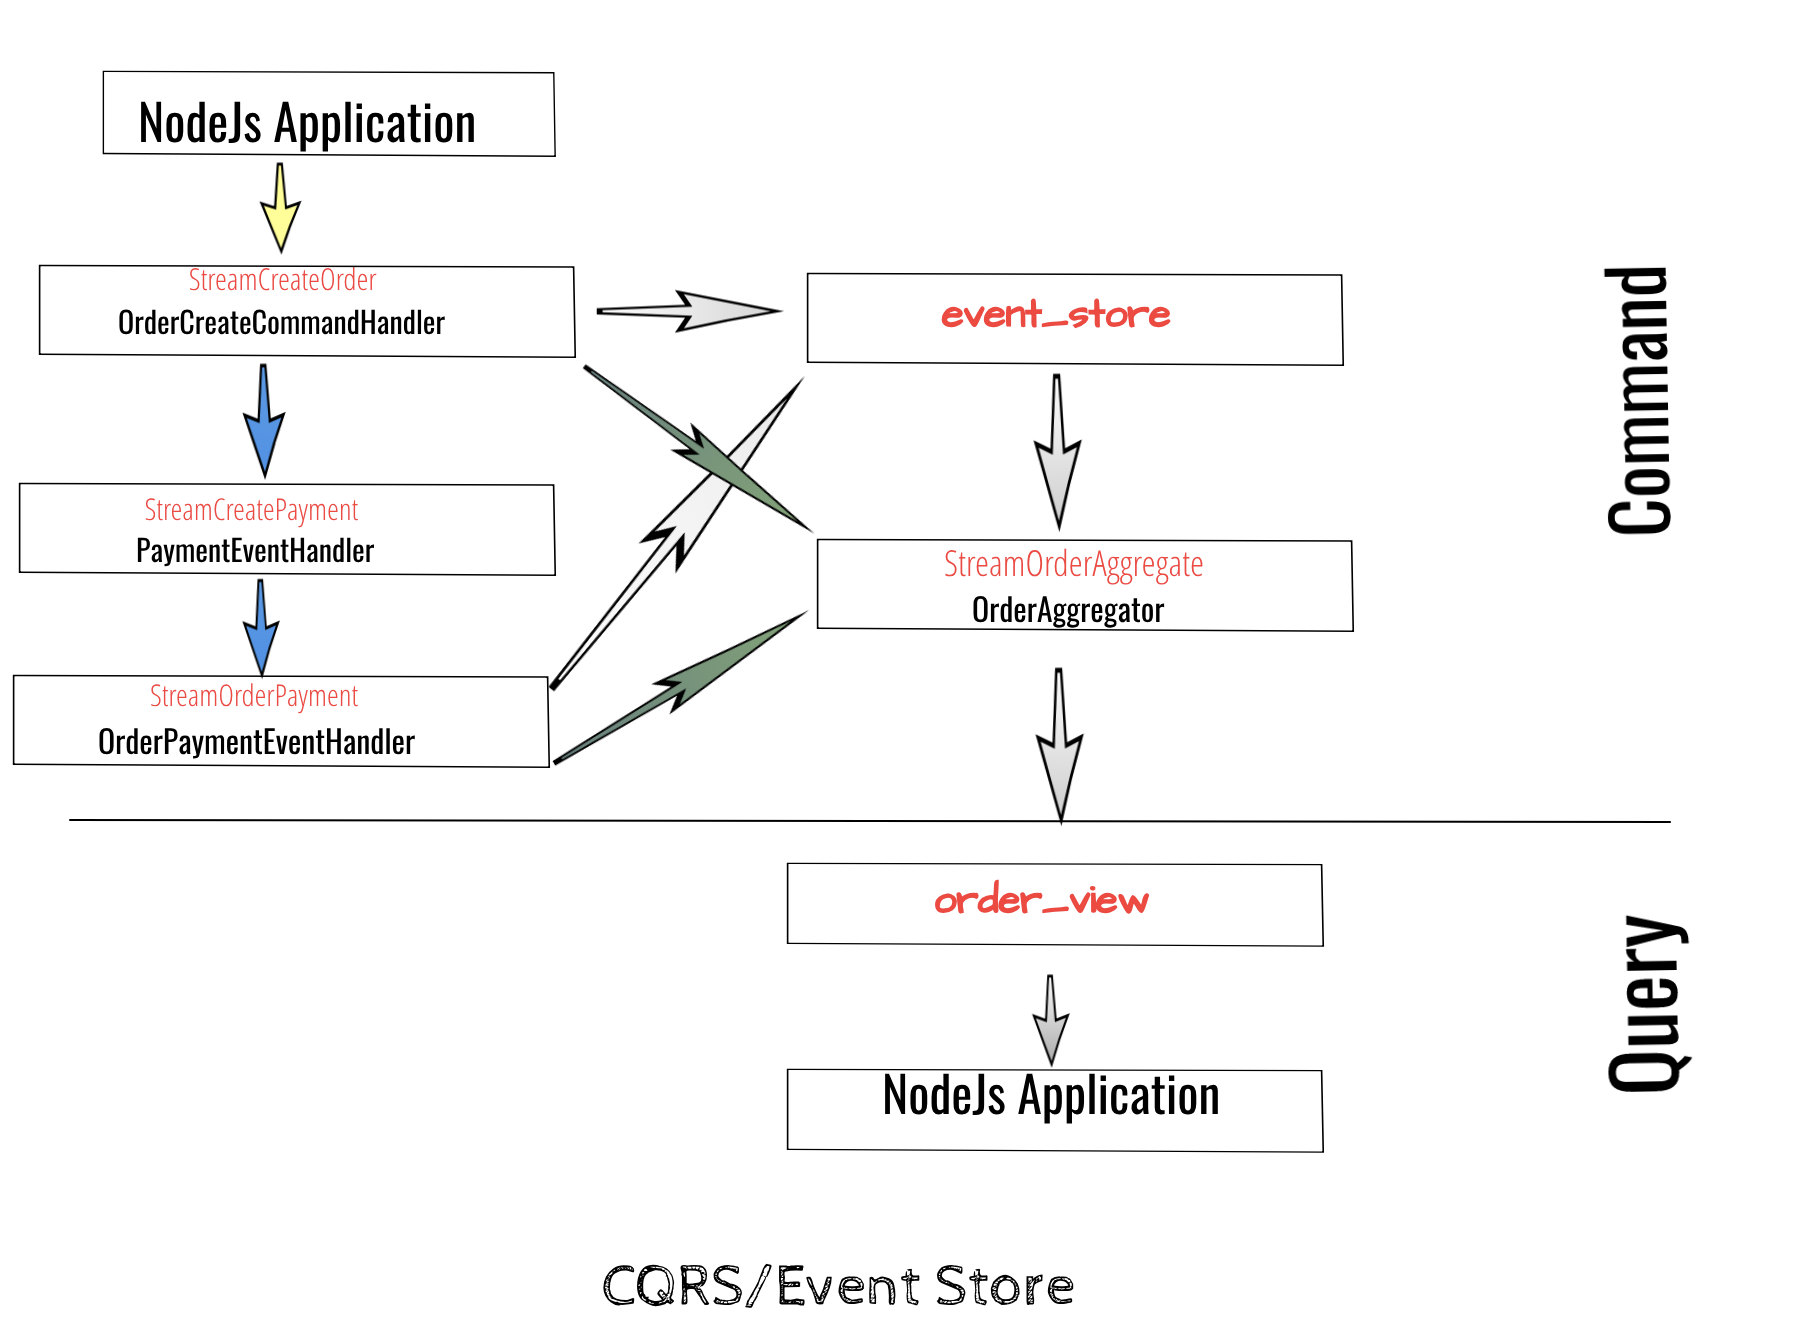 NodeJs Application
StreamCreateOrder
OrderCreateCommandHandler
event_store
Command
StreamCreatePayment
PaymentEventHandler
StreamOrderAggregate
OrderAggregator
StreamOrderPayment
OrderPaymentEventHandler
order_view
Query
NodeJs Application
CQRS/Event Store